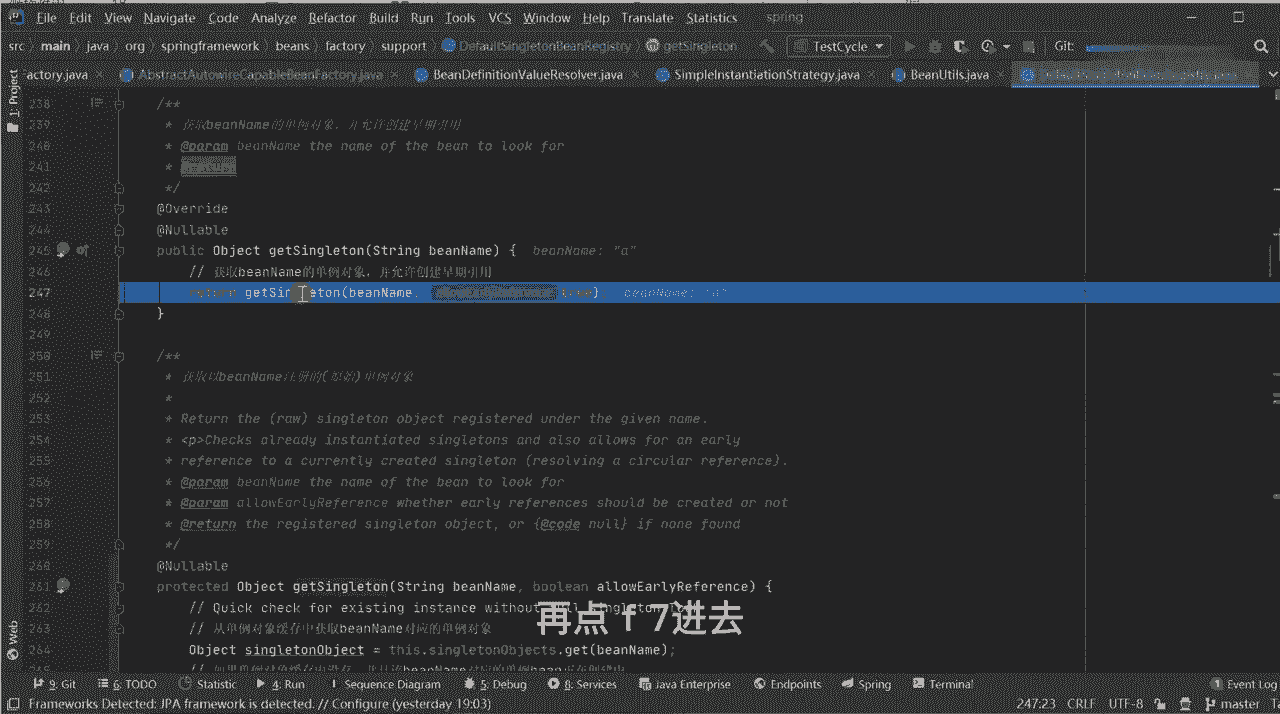 File Edit View Navigate Code Analyze Refactor Build Run Tools VCS Window Help Translate Statistics spring
src main java org springframework beans factory support DefaultSingletonBeanRegistry getSingleton TestCycle Git:
actory.java AbstractAutowireCapableBeanFactory.java BeanDefinitionValueResolver.java SimpleInstantiationStrategy.java BeanUtils.java
1: Project
238 /**
239 * 获取beanName的单例对象，并允许创建早期引用
240 * @param beanName the name of the bean to look for
241 *
242 */
243 @Override
244 @Nullable
245 public Object getSingleton(String beanName) { beanName: "a"
246 // 获取beanName的单例对象，并允许创建早期引用
247 return getSingleton(beanName, true); beanName: "a"
248 }
249
250 /**
251 * 获取以beanName注册的(原始)单例对象
252 *
253 * Return the (raw) singleton object registered under the given name.
254 * <p>Checks already instantiated singletons and also allows for an early
255 * reference to a currently created singleton (resolving a circular reference).
256 * @param beanName the name of the bean to look for
257 * @param allowEarlyReference whether early references should be created or not
258 * @return the registered singleton object, or {@code null} if none found
259 */
260 @Nullable
261 protected Object getSingleton(String beanName, boolean allowEarlyReference) {
262 // Quick check for existing instance without
263 // 从单例对象缓存中获取beanName对应的单例对象
264 Object singletonObject = this.singletonObjects.get(beanName);
再点ｆ7进去
Web
9: Git 6: TODO Statistic 4: Run Sequence Diagram 5: Debug 8: Services Java Enterprise Endpoints Spring Terminal 1 Event Log
Frameworks Detected: JPA framework is detected. // Configure (yesterday 19:03) 247:23 CRLF UTF-8 master